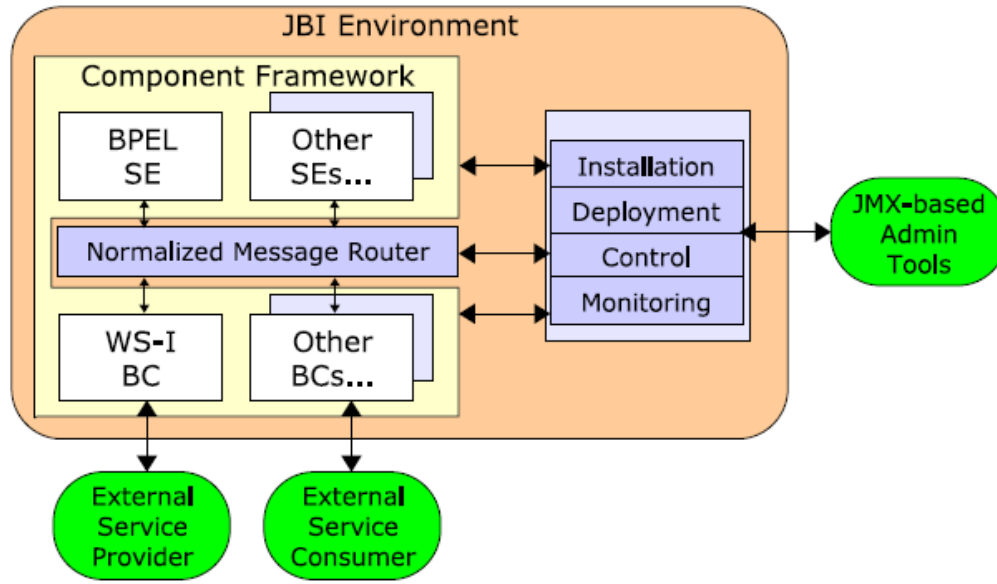 JBI Environment
Component Framework
BPEL
SE
Other
SEs...
Normalized Message Router
WS-I
BC
Other
BCs...
Installation
Deployment
Control
Monitoring
JMX-based
Admin
Tools
External
Service
Provider
External
Service
Consumer